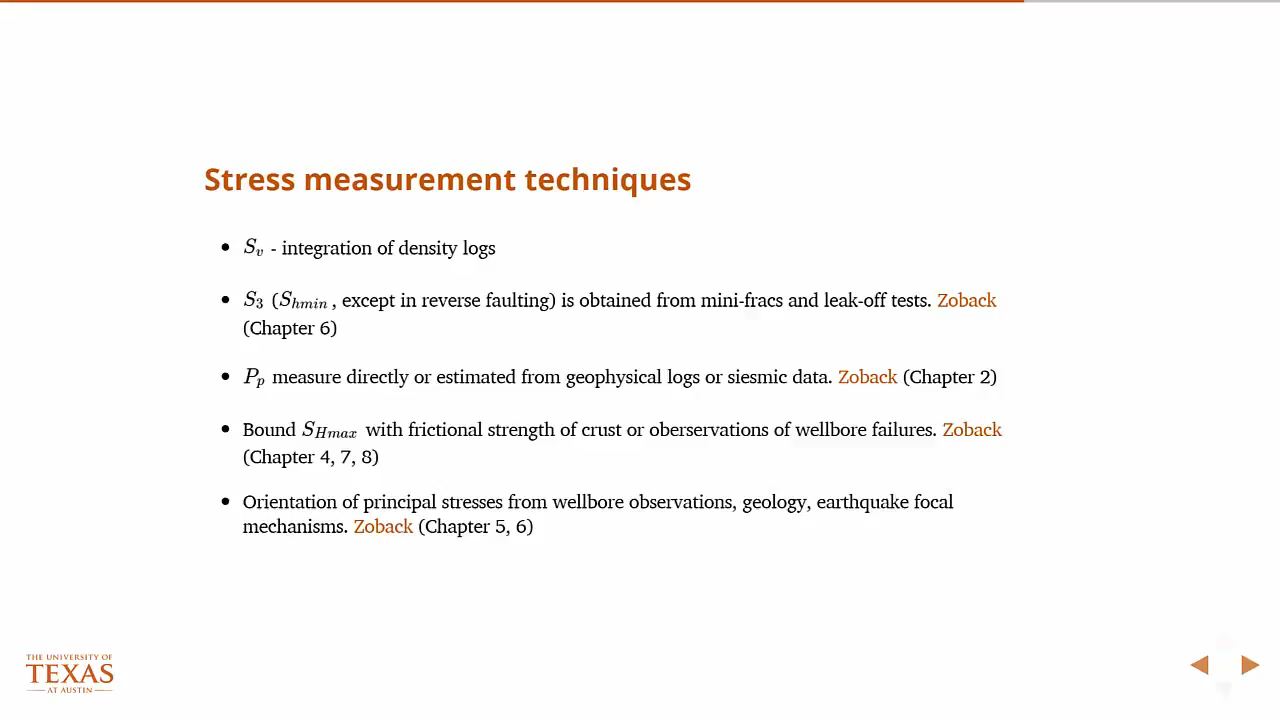 Stress measurement techniques
• S_v - integration of density logs
• S_3 (S_hmin, except in reverse faulting) is obtained from mini-fracs and leak-off tests. Zoback
(Chapter 6)
• P_p measure directly or estimated from geophysical logs or siesmic data. Zoback (Chapter 2)
• Bound S_Hmax with frictional strength of crust or oberservations of wellbore failures. Zoback
(Chapter 4, 7, 8)
• Orientation of principal stresses from wellbore observations, geology, earthquake focal
mechanisms. Zoback (Chapter 5, 6)
THE UNIVERSITY OF
TEXAS
AT AUSTIN